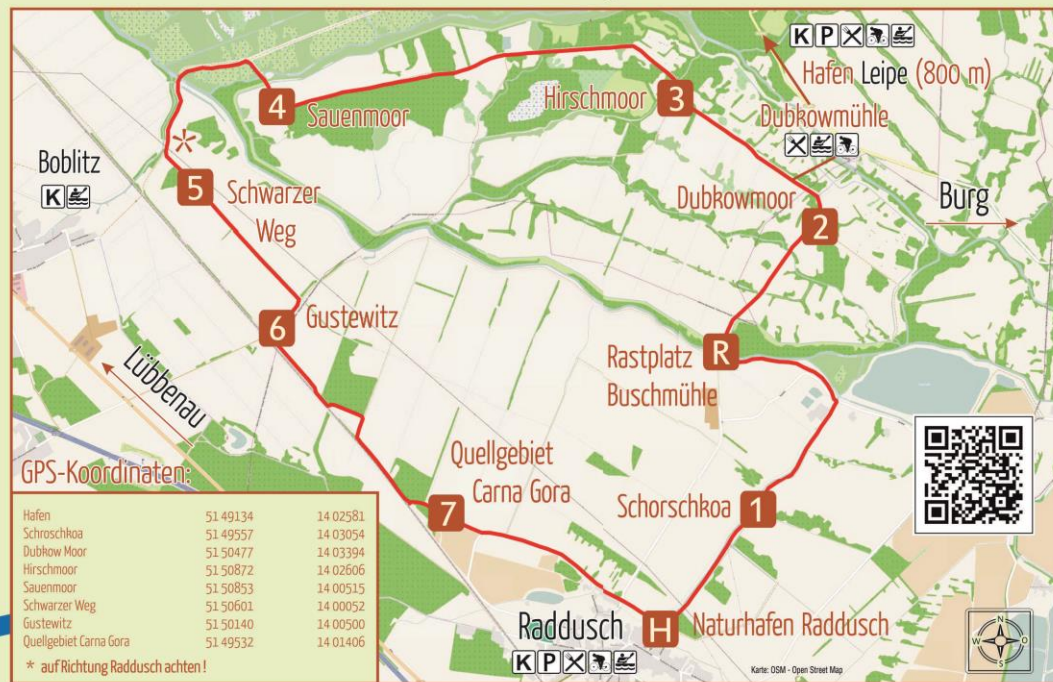 K P
Hafen Leipe (800 m)
4
Sauenmoor
Hirschmoor
3
Dubkowmühle
Boblitz
K
5
Schwarzer
Weg
Dubkowmoor
2
Burg
6
Gustewitz
Lübbenau
Rastplatz
Buschmühle
R
Quellgebiet
Carna Gora
7
Schorschkoa
1
Raddusch
K P
H
Naturhafen Raddusch
Karte: OSM - Open Street Map
N
W O
S
GPS-Koordinaten:
Hafen 51 49134 14 02581
Schroschkoa 51 49557 14 03054
Dubkow Moor 51 50477 14 03394
Hirschmoor 51 50872 14 02606
Sauenmoor 51 50853 14 00515
Schwarzer Weg 51 50601 14 00052
Gustewitz 51 50140 14 00500
Quellgebiet Carna Gora 51 49532 14 01406
* auf Richtung Raddusch achten !